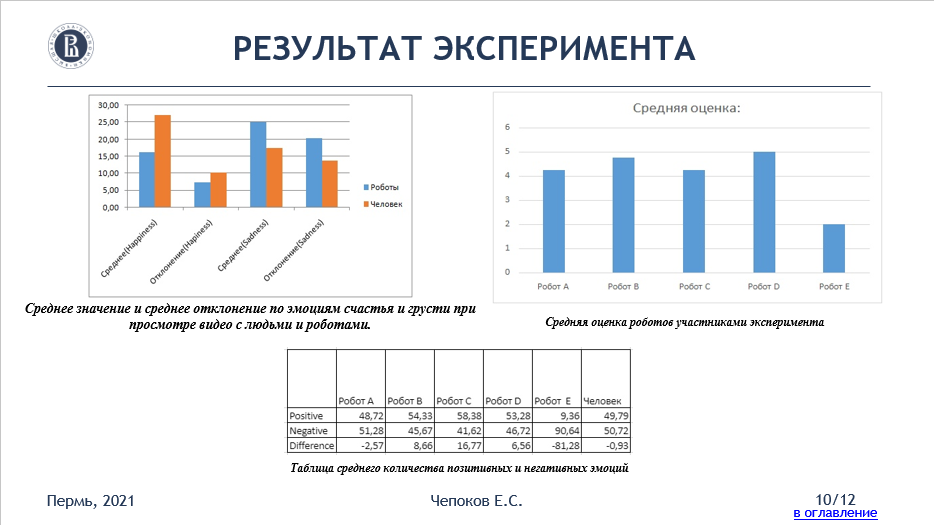 РЕЗУЛЬТАТ ЭКСПЕРИМЕНТА
30,00
25,00
20,00
15,00
10,00
5,00
0,00
Среднее(Happiness)
Отклонение(Hapiness)
Среднее(Sadness)
Отклонение(Sadness)
Роботы
Человек
Среднее значение и среднее отклонение по эмоциям счастья и грусти при
просмотре видео с людьми и роботами.
Средняя оценка:
6
5
4
3
2
1
0
Робот A Робот B Робот C Робот D Робот E
Средняя оценка роботов участниками эксперимента
Робот A Робот B Робот C Робот D Робот E Человек
Positive 48,72 54,33 58,38 53,28 9,36 49,79
Negative 51,28 45,67 41,62 46,72 90,64 50,72
Difference -2,57 8,66 16,77 6,56 -81,28 -0,93
Таблица среднего количества позитивных и негативных эмоций
Пермь, 2021 Чепоков Е.С. 10/12
в оглавление